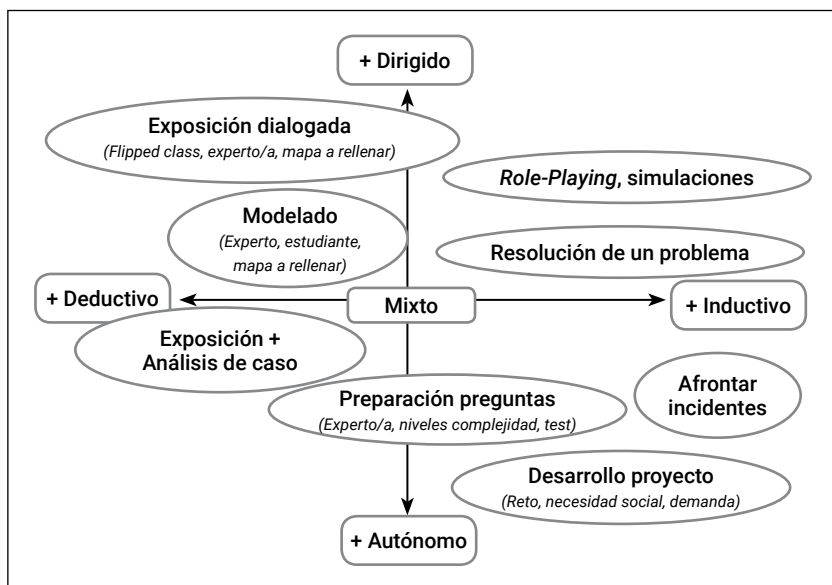 + Dirigido
Exposición dialogada
(Flipped class, experto/a, mapa a rellenar)
Role-Playing, simulaciones
Modelado
(Experto, estudiante,
mapa a rellenar)
Resolución de un problema
+ Deductivo
Mixto
+ Inductivo
Exposición +
Análisis de caso
Afrontar
incidentes
Preparación preguntas
(Experto/a, niveles complejidad, test)
Desarrollo proyecto
(Reto, necesidad social, demanda)
+ Autónomo